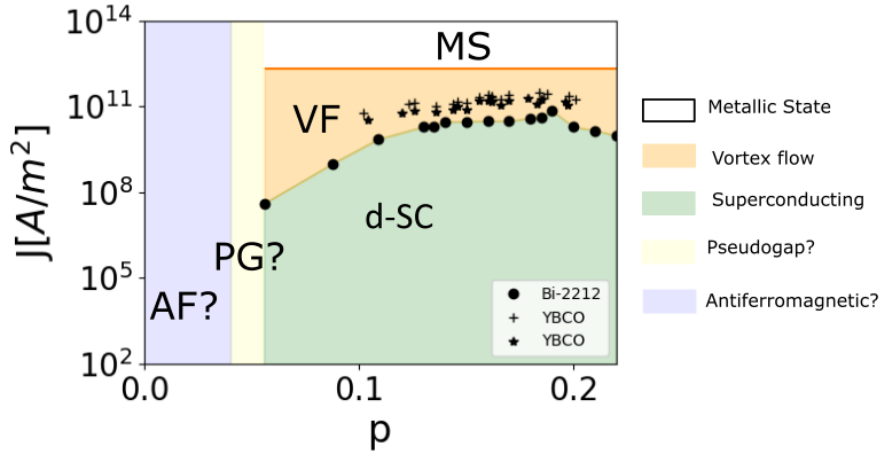 10^14
10^11
10^8
10^5
10^2
J[A/m^2]
MS
VF
d-SC
PG?
AF?
Bi-2212
YBCO
YBCO
0.0
0.1
0.2
p
Metallic State
Vortex flow
Superconducting
Pseudogap?
Antiferromagnetic?